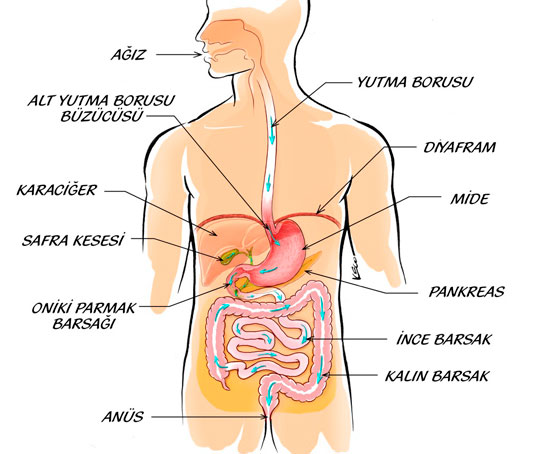 AĞIZ
YUTMA BORUSU
ALT YUTMA BORUSU
BÜZÜCÜSÜ
DİYAFRAM
KARACİĞER
MİDE
SAFRA KESESİ
PANKREAS
ONİKİ PARMAK
BARSAĞI
İNCE BARSAK
KALIN BARSAK
ANÜS